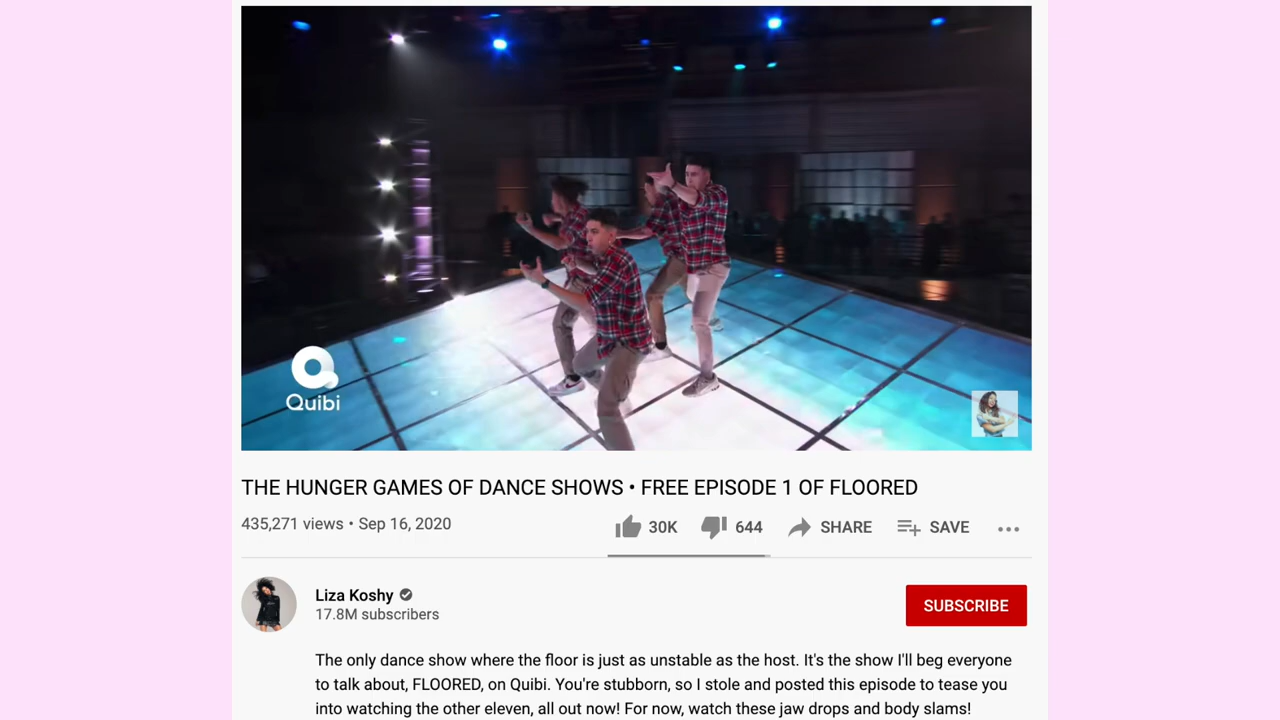 Quibi
THE HUNGER GAMES OF DANCE SHOWS • FREE EPISODE 1 OF FLOORED
435,271 views • Sep 16, 2020
30K
644
SHARE
SAVE
Liza Koshy
17.8M subscribers
SUBSCRIBE
The only dance show where the floor is just as unstable as the host. It's the show I'll beg everyone
to talk about, FLOORED, on Quibi. You're stubborn, so I stole and posted this episode to tease you
into watching the other eleven, all out now! For now, watch these jaw drops and body slams!